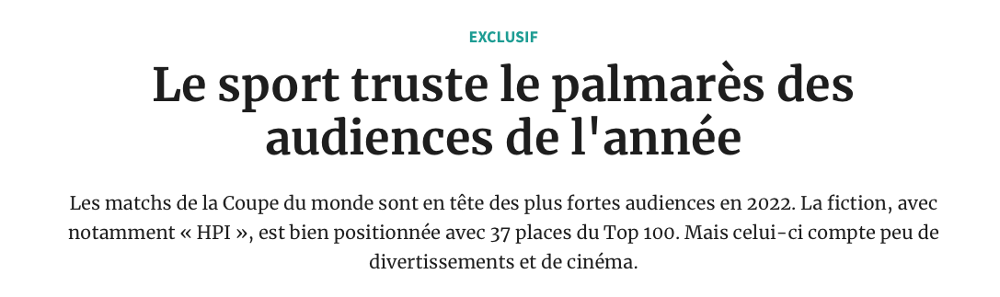 EXCLUSIF
Le sport truste le palmarès des
audiences de l'année
Les matchs de la Coupe du monde sont en tête des plus fortes audiences en 2022. La fiction, avec
notamment « HPI », est bien positionnée avec 37 places du Top 100. Mais celui-ci compte peu de
divertissements et de cinéma.